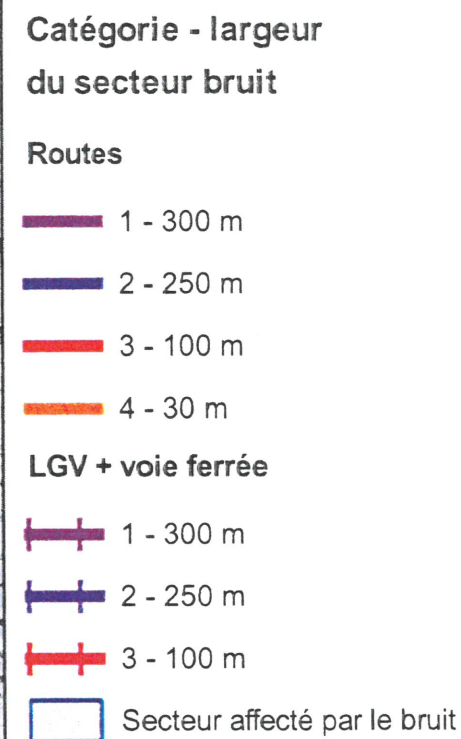 Catégorie - largeur
du secteur bruit
Routes
1 - 300 m
2 - 250 m
3 - 100 m
4 - 30 m
LGV + voie ferrée
1 - 300 m
2 - 250 m
3 - 100 m
Secteur affecté par le bruit